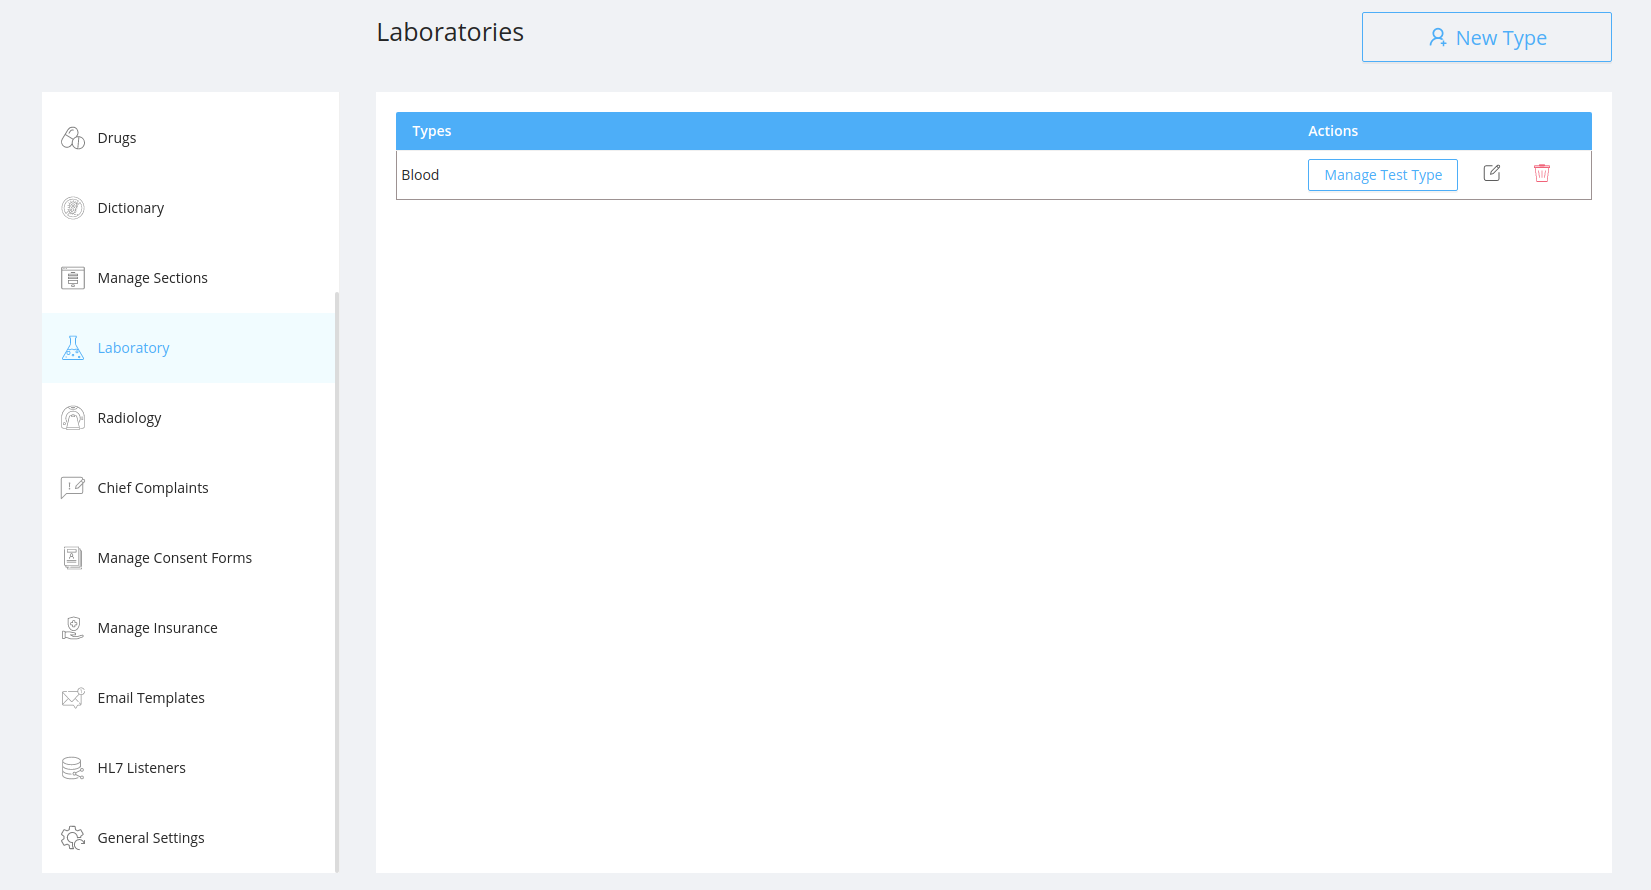 Laboratories
New Type
Drugs
Dictionary
Manage Sections
Laboratory
Radiology
Chief Complaints
Manage Consent Forms
Manage Insurance
Email Templates
HL7 Listeners
General Settings
Types Actions
Blood Manage Test Type